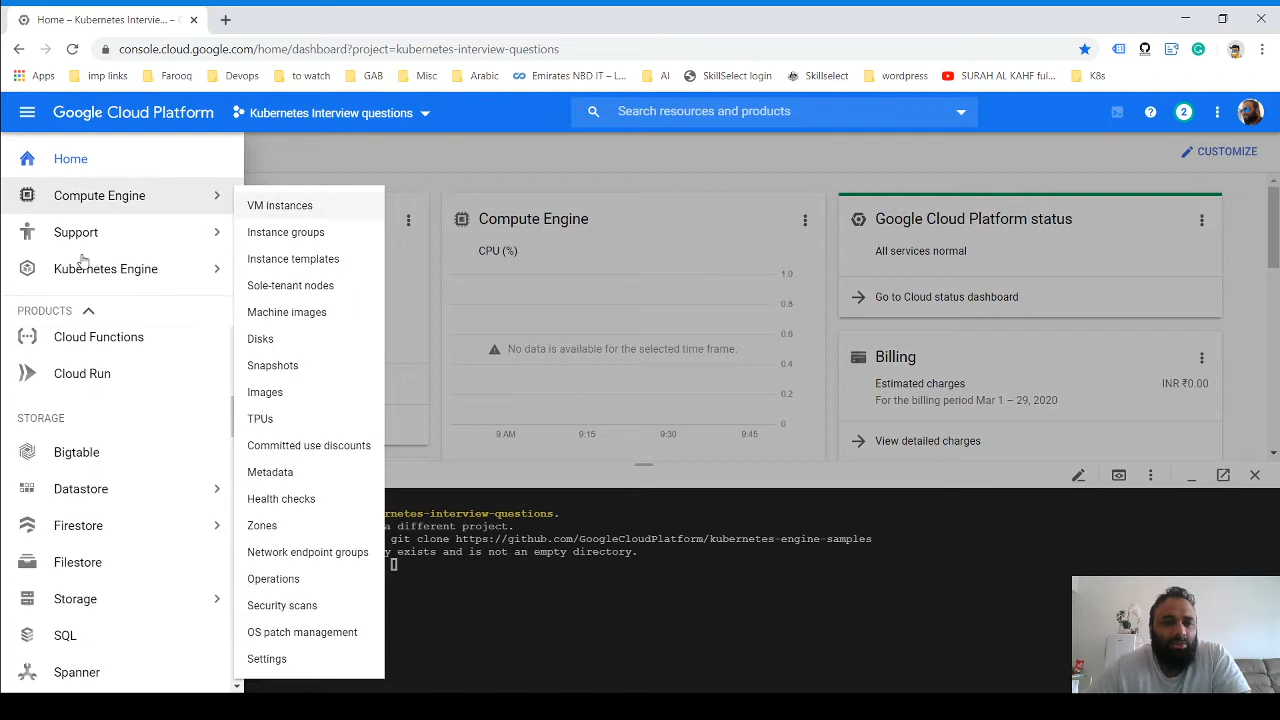 Home – Kubernetes Intervie... – G
console.cloud.google.com/home/dashboard?project=kubernetes-interview-questions
Apps imp links Farooq Devops to watch GAB Misc Arabic Emirates NBD IT – L... AI SkillSelect login Skillselect wordpress SURAH AL KAHF ful... K8s
Google Cloud Platform Kubernetes Interview questions Search resources and products 2
CUSTOMIZE
Home
Compute Engine
Support
Kubernetes Engine
PRODUCTS
Cloud Functions
Cloud Run
STORAGE
Bigtable
Datastore
Firestore
Filestore
Storage
SQL
Spanner
VM instances
Instance groups
Instance templates
Sole-tenant nodes
Machine images
Disks
Snapshots
Images
TPUs
Committed use discounts
Metadata
Health checks
Zones
Network endpoint groups
Operations
Security scans
OS patch management
Settings
Compute Engine
CPU (%)
1.0
0.8
0.6
No data is available for the selected time frame.
0.4
0.2
0
9 AM 9:15 9:30 9:45
Google Cloud Platform status
All services normal
Go to Cloud status dashboard
Billing
Estimated charges INR ₹0.00
For the billing period Mar 1 – 29, 2020
View detailed charges
rnetes-interview-questions.
a different project.
git clone https://github.com/GoogleCloudPlatform/kubernetes-engine-samples
y exists and is not an empty directory.